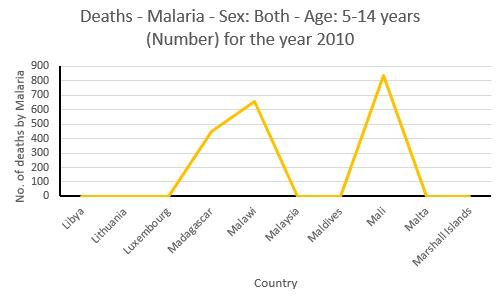 Deaths - Malaria - Sex: Both - Age: 5-14 years
(Number) for the year 2010
No. of deaths by Malaria
900
800
700
600
500
400
300
200
100
0
Libya
Lithuania
Luxembourg
Madagascar
Malawi
Malaysia
Maldives
Mali
Malta
Marshall Islands
Country